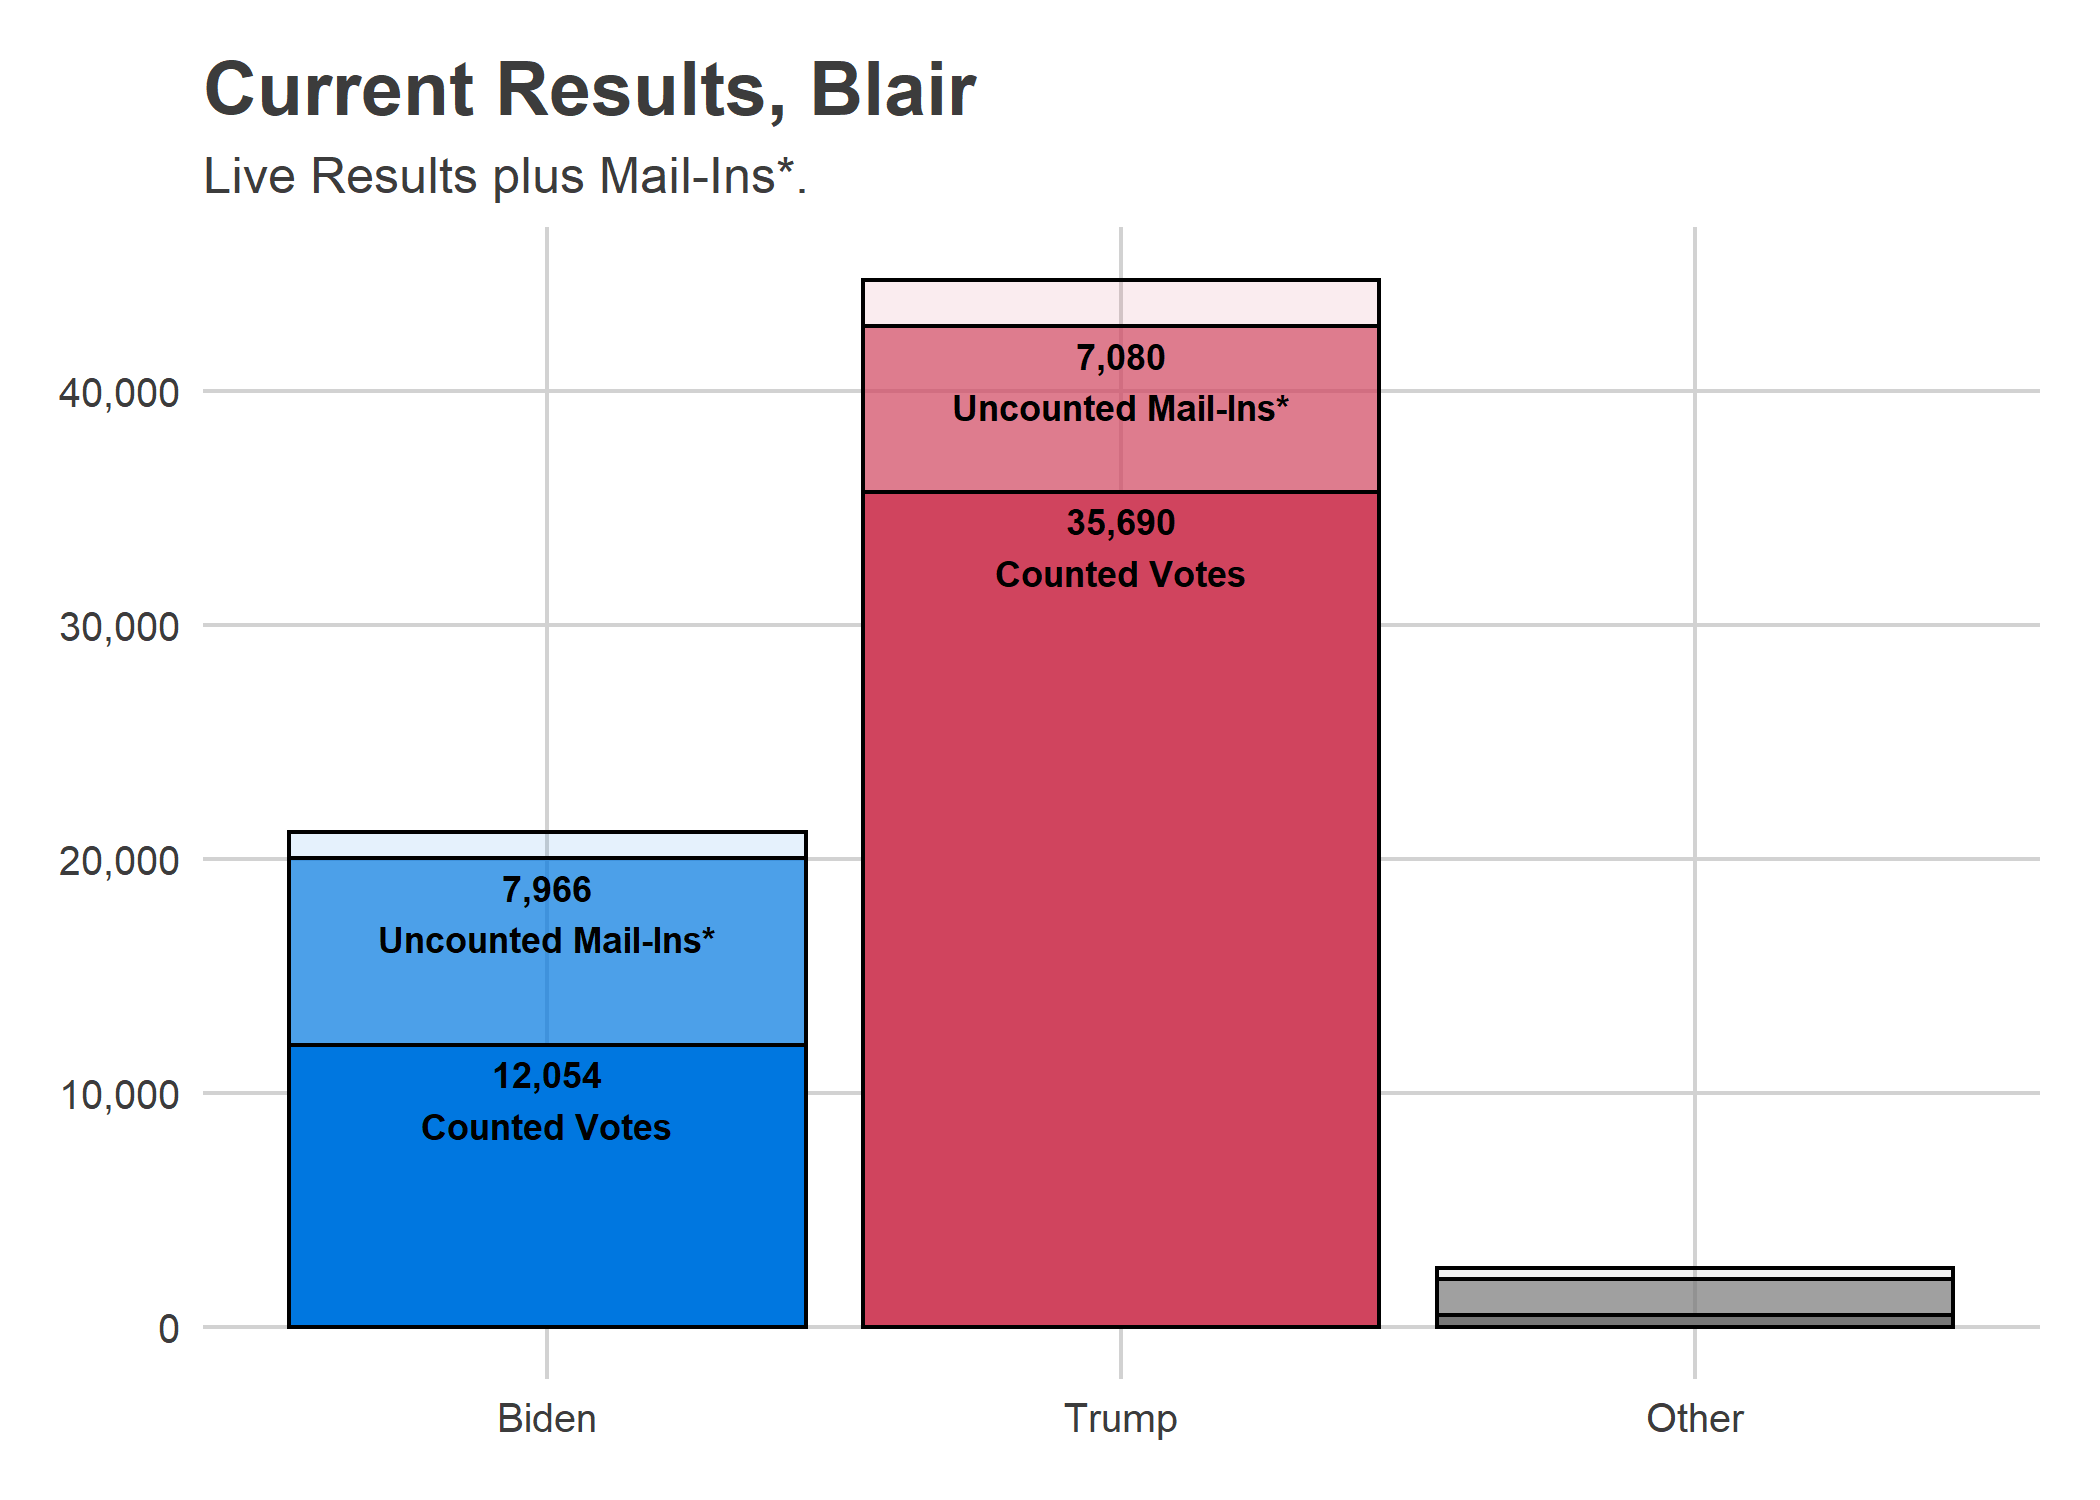 Current Results, Blair
Live Results plus Mail-Ins*.
40,000
30,000
20,000
10,000
0
7,966
Uncounted Mail-Ins*
12,054
Counted Votes
7,080
Uncounted Mail-Ins*
35,690
Counted Votes
Biden
Trump
Other